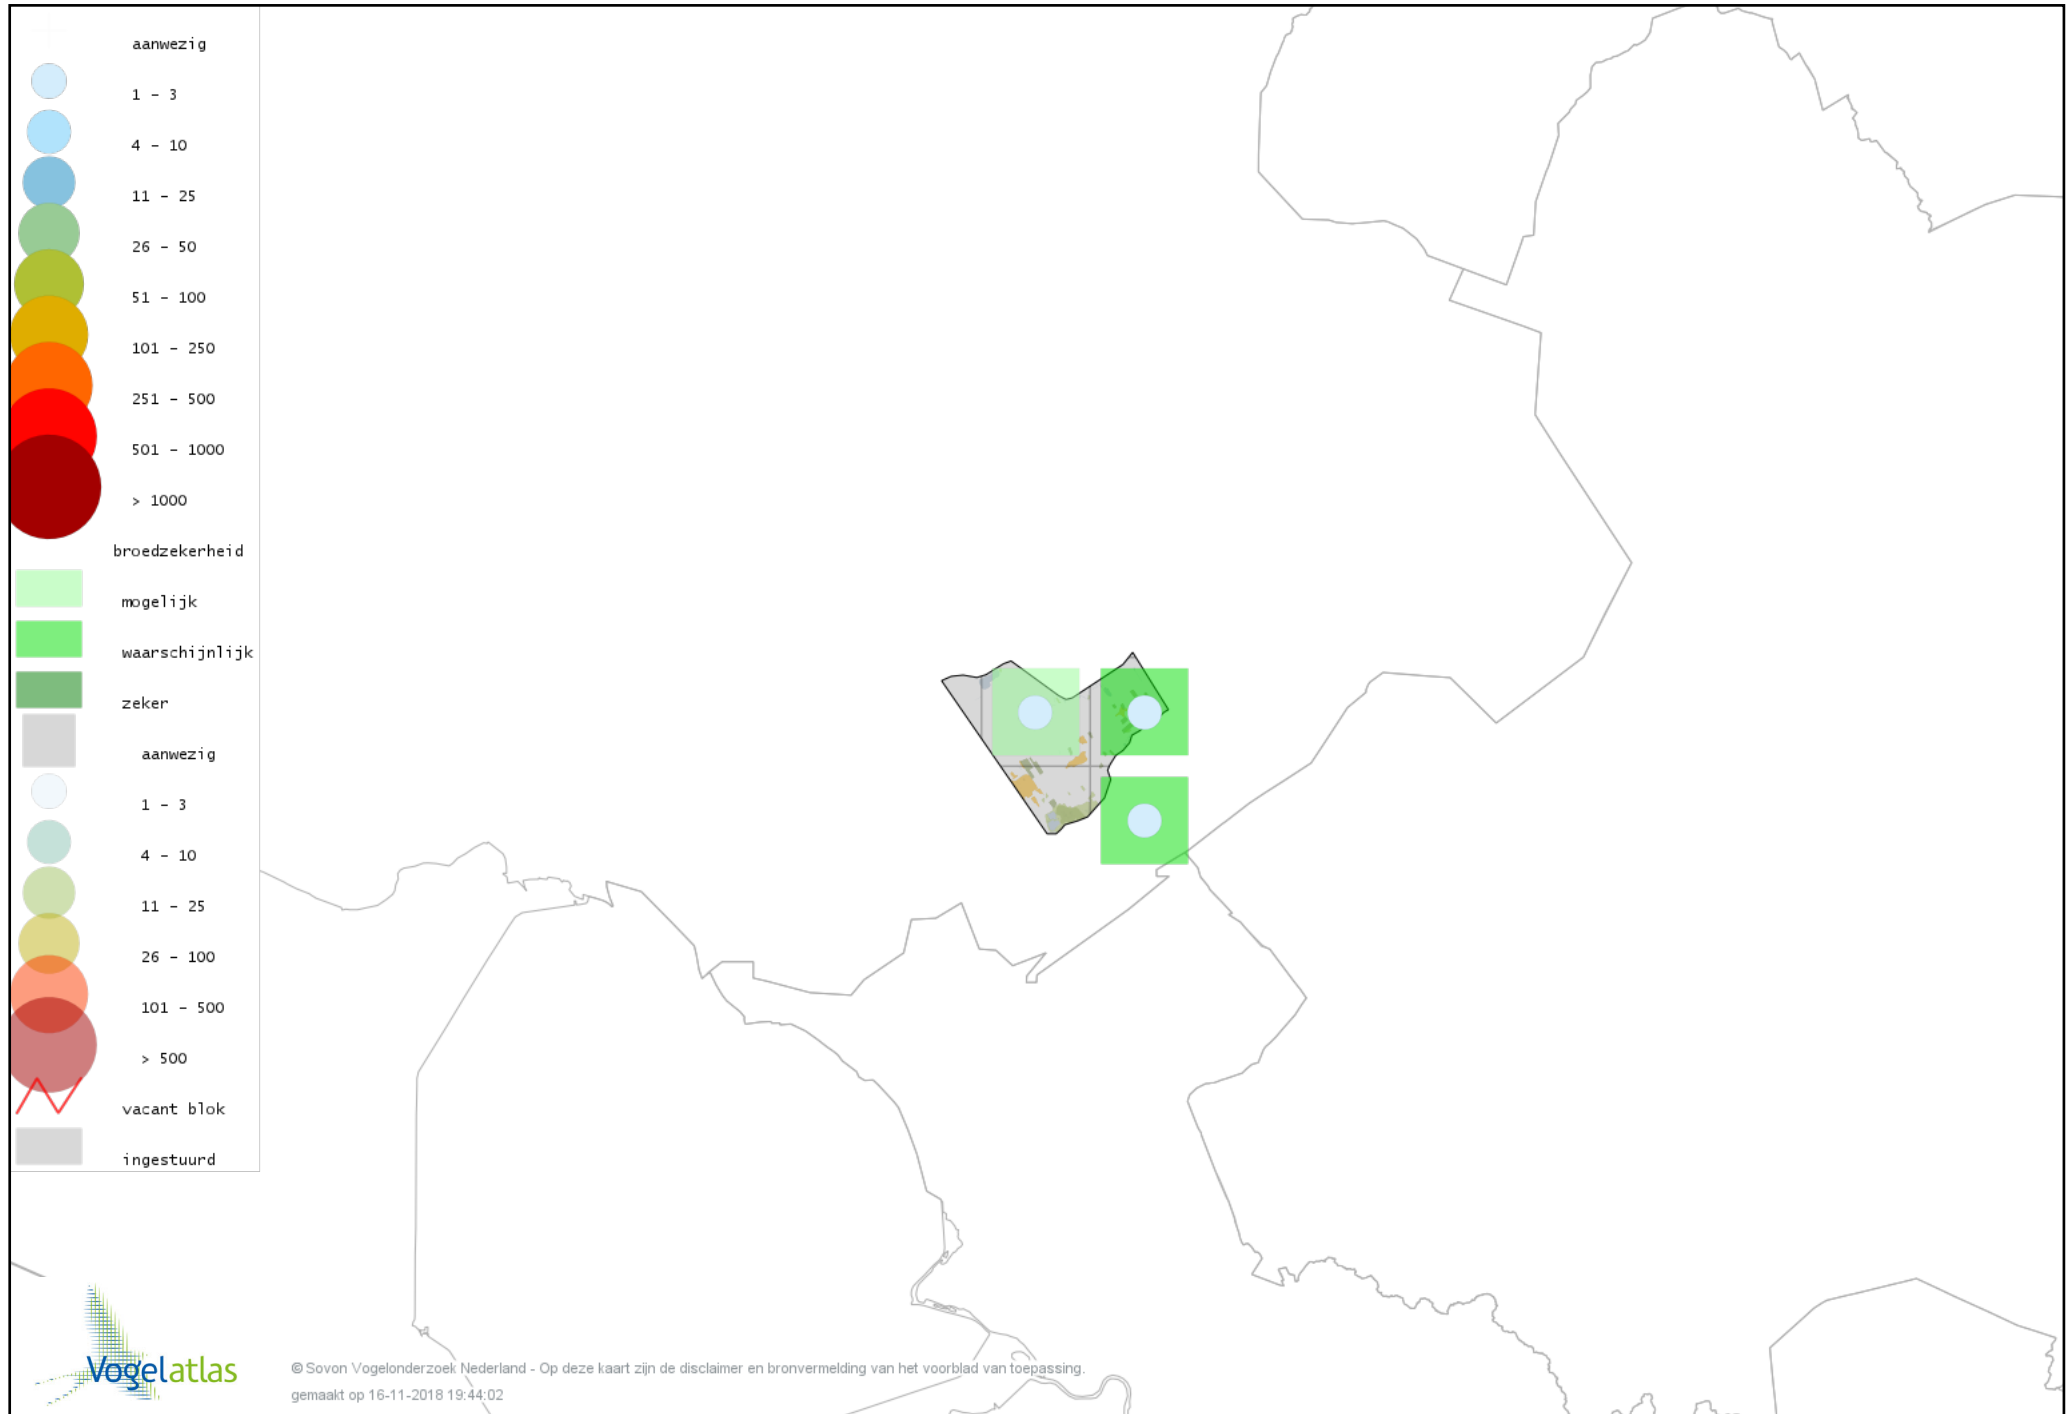 aanwezig
1 - 3
4 - 10
11 - 25
26 - 50
51 - 100
101 - 250
251 - 500
501 - 1000
> 1000
broedzekerheid
mogelijk
waarschijnlijk
zeker
aanwezig
1 - 3
4 - 10
11 - 25
26 - 100
101 - 500
> 500
vacant blok
ingestuurd
Vogelatlas
© Sovon Vogelonderzoek Nederland - Op deze kaart zijn de disclaimer en bronvermelding van het voorblad van toepassing.
gemaakt op 16-11-2018 19:44:02